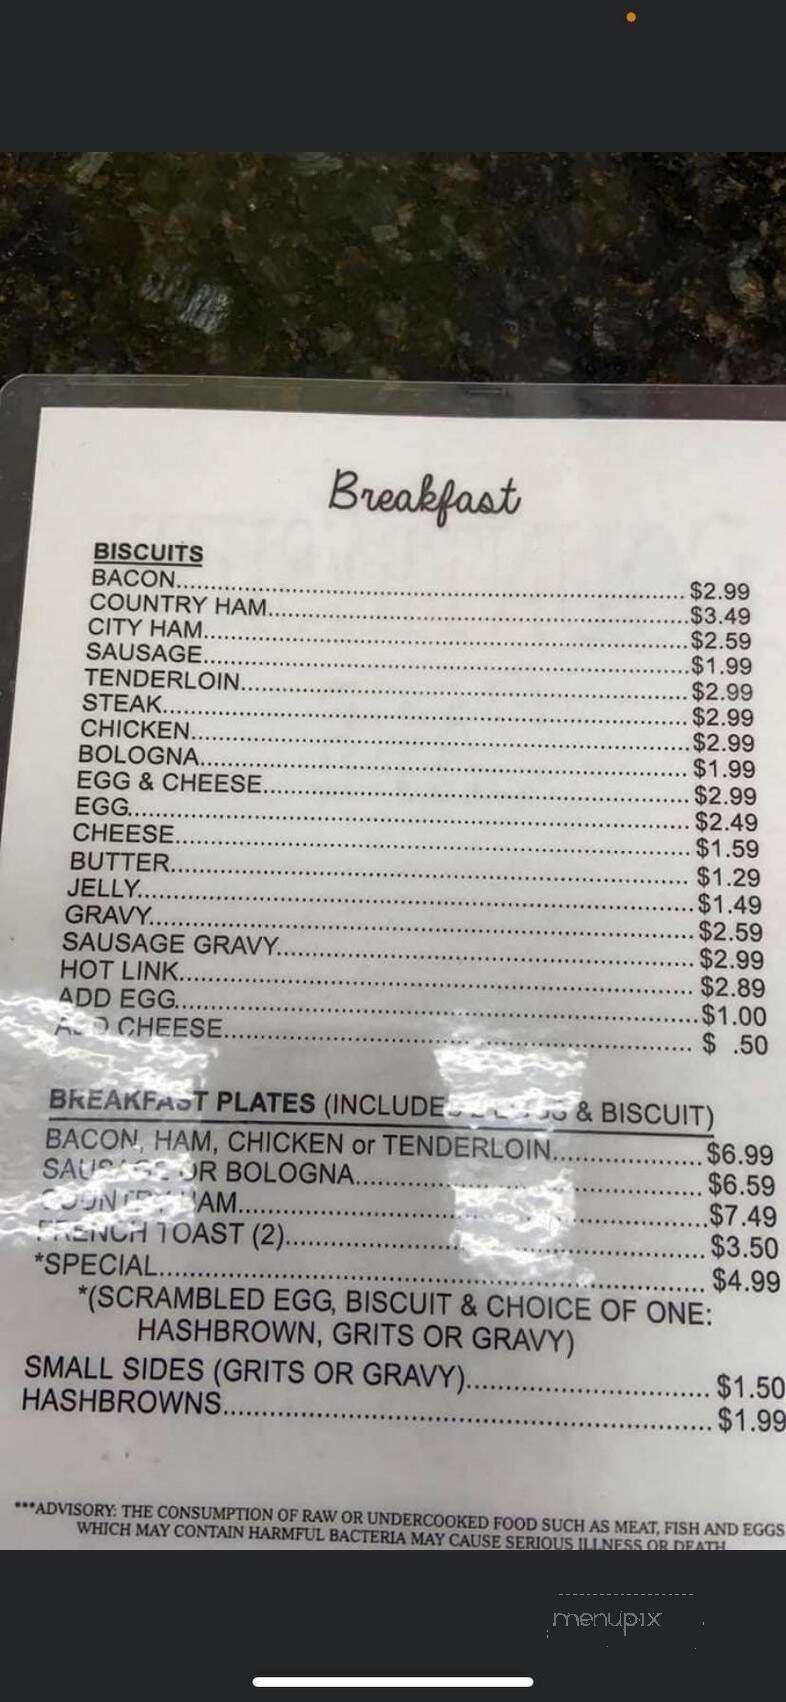 Breakfast
BISCUITS
BACON................................................................ $2.99
COUNTRY HAM.....................................................$3.49
CITY HAM............................................................. $2.59
SAUSAGE.............................................................$1.99
TENDERLOIN........................................................ $2.99
STEAK.................................................................. $2.99
CHICKEN..............................................................$2.99
BOLOGNA............................................................. $1.99
EGG & CHEESE..................................................... $2.99
EGG...................................................................... $2.49
CHEESE................................................................ $1.59
BUTTER................................................................ $1.29
JELLY.....................................................................$1.49
GRAVY................................................................... $2.59
SAUSAGE GRAVY................................................... $2.99
HOT LINK............................................................... $2.89
ADD EGG................................................................$1.00
CHEESE.......................................................... $ .50
BREAKFAST PLATES (INCLUDE & BISCUIT)
BACON, HAM, CHICKEN or TENDERLOIN...................$6.99
OR BOLOGNA............................................ $6.59
HAM...........................................................$7.49
FRENCH TOAST (2)..................................................... $3.50
*SPECIAL..................................................................... $4.99
*(SCRAMBLED EGG, BISCUIT & CHOICE OF ONE:
HASHBROWN, GRITS OR GRAVY)
SMALL SIDES (GRITS OR GRAVY)............................... $1.50
HASHBROWNS............................................................ $1.99
***ADVISORY: THE CONSUMPTION OF RAW OR UNDERCOOKED FOOD SUCH AS MEAT, FISH AND EGGS
WHICH MAY CONTAIN HARMFUL BACTERIA MAY CAUSE SERIOUS ILLNESS OR DEATH
menupix